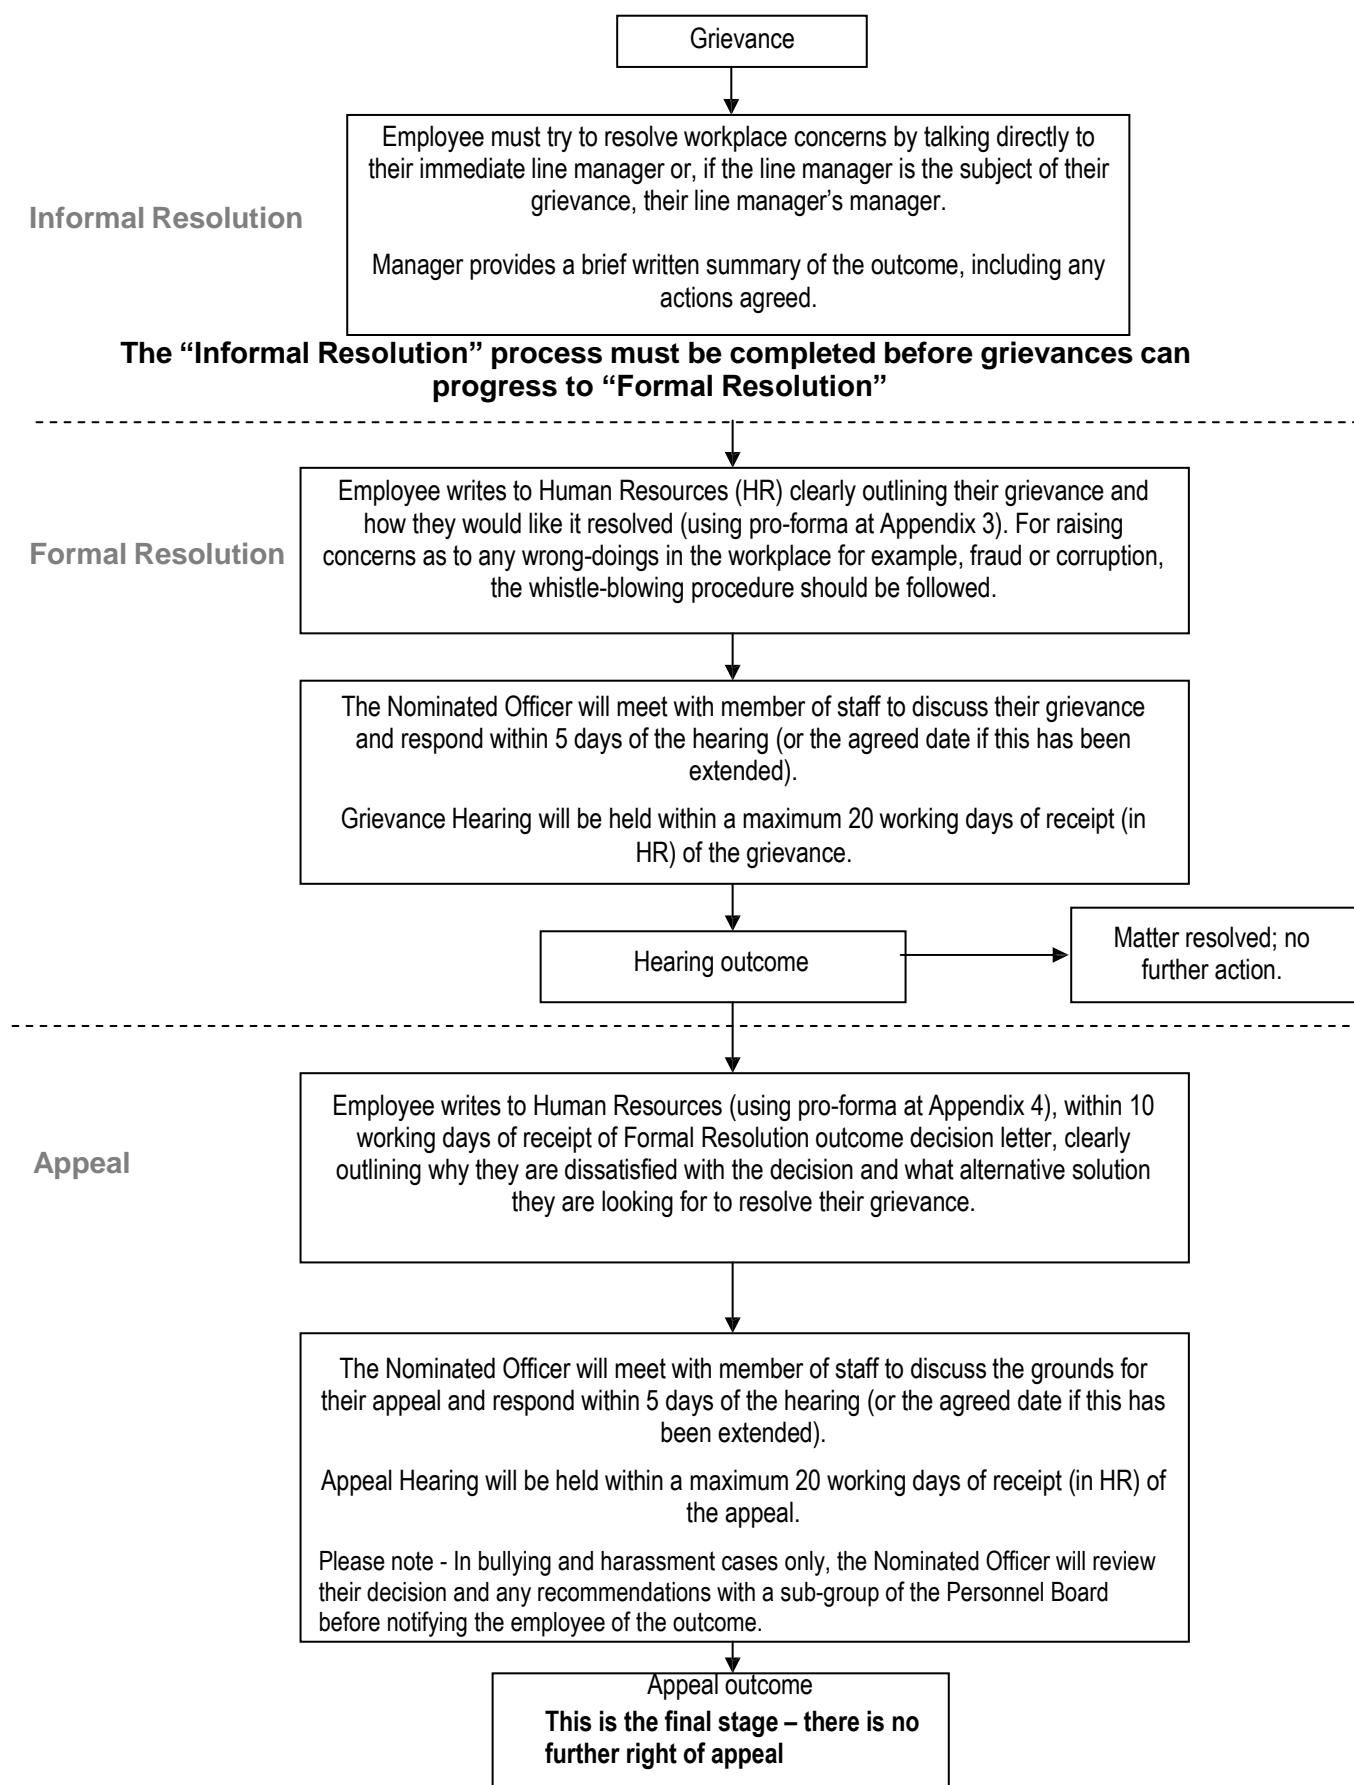 Grievance
Employee must try to resolve workplace concerns by talking directly to
their immediate line manager or, if the line manager is the subject of their
grievance, their line manager’s manager.
Informal Resolution
Manager provides a brief written summary of the outcome, including any
actions agreed.
The “Informal Resolution” process must be completed before grievances can
progress to “Formal Resolution”
Employee writes to Human Resources (HR) clearly outlining their grievance and
how they would like it resolved (using pro-forma at Appendix 3). For raising
Formal Resolution
concerns as to any wrong-doings in the workplace for example, fraud or corruption,
the whistle-blowing procedure should be followed.
The Nominated Officer will meet with member of staff to discuss their grievance
and respond within 5 days of the hearing (or the agreed date if this has been
extended).
Grievance Hearing will be held within a maximum 20 working days of receipt (in
HR) of the grievance.
Hearing outcome
Matter resolved; no
further action.
Employee writes to Human Resources (using pro-forma at Appendix 4), within 10
working days of receipt of Formal Resolution outcome decision letter, clearly
Appeal
outlining why they are dissatisfied with the decision and what alternative solution
they are looking for to resolve their grievance.
The Nominated Officer will meet with member of staff to discuss the grounds for
their appeal and respond within 5 days of the hearing (or the agreed date if this has
been extended).
Appeal Hearing will be held within a maximum 20 working days of receipt (in HR) of
the appeal.
Please note - In bullying and harassment cases only, the Nominated Officer will review
their decision and any recommendations with a sub-group of the Personnel Board
before notifying the employee of the outcome.
Appeal outcome
This is the final stage – there is no
further right of appeal